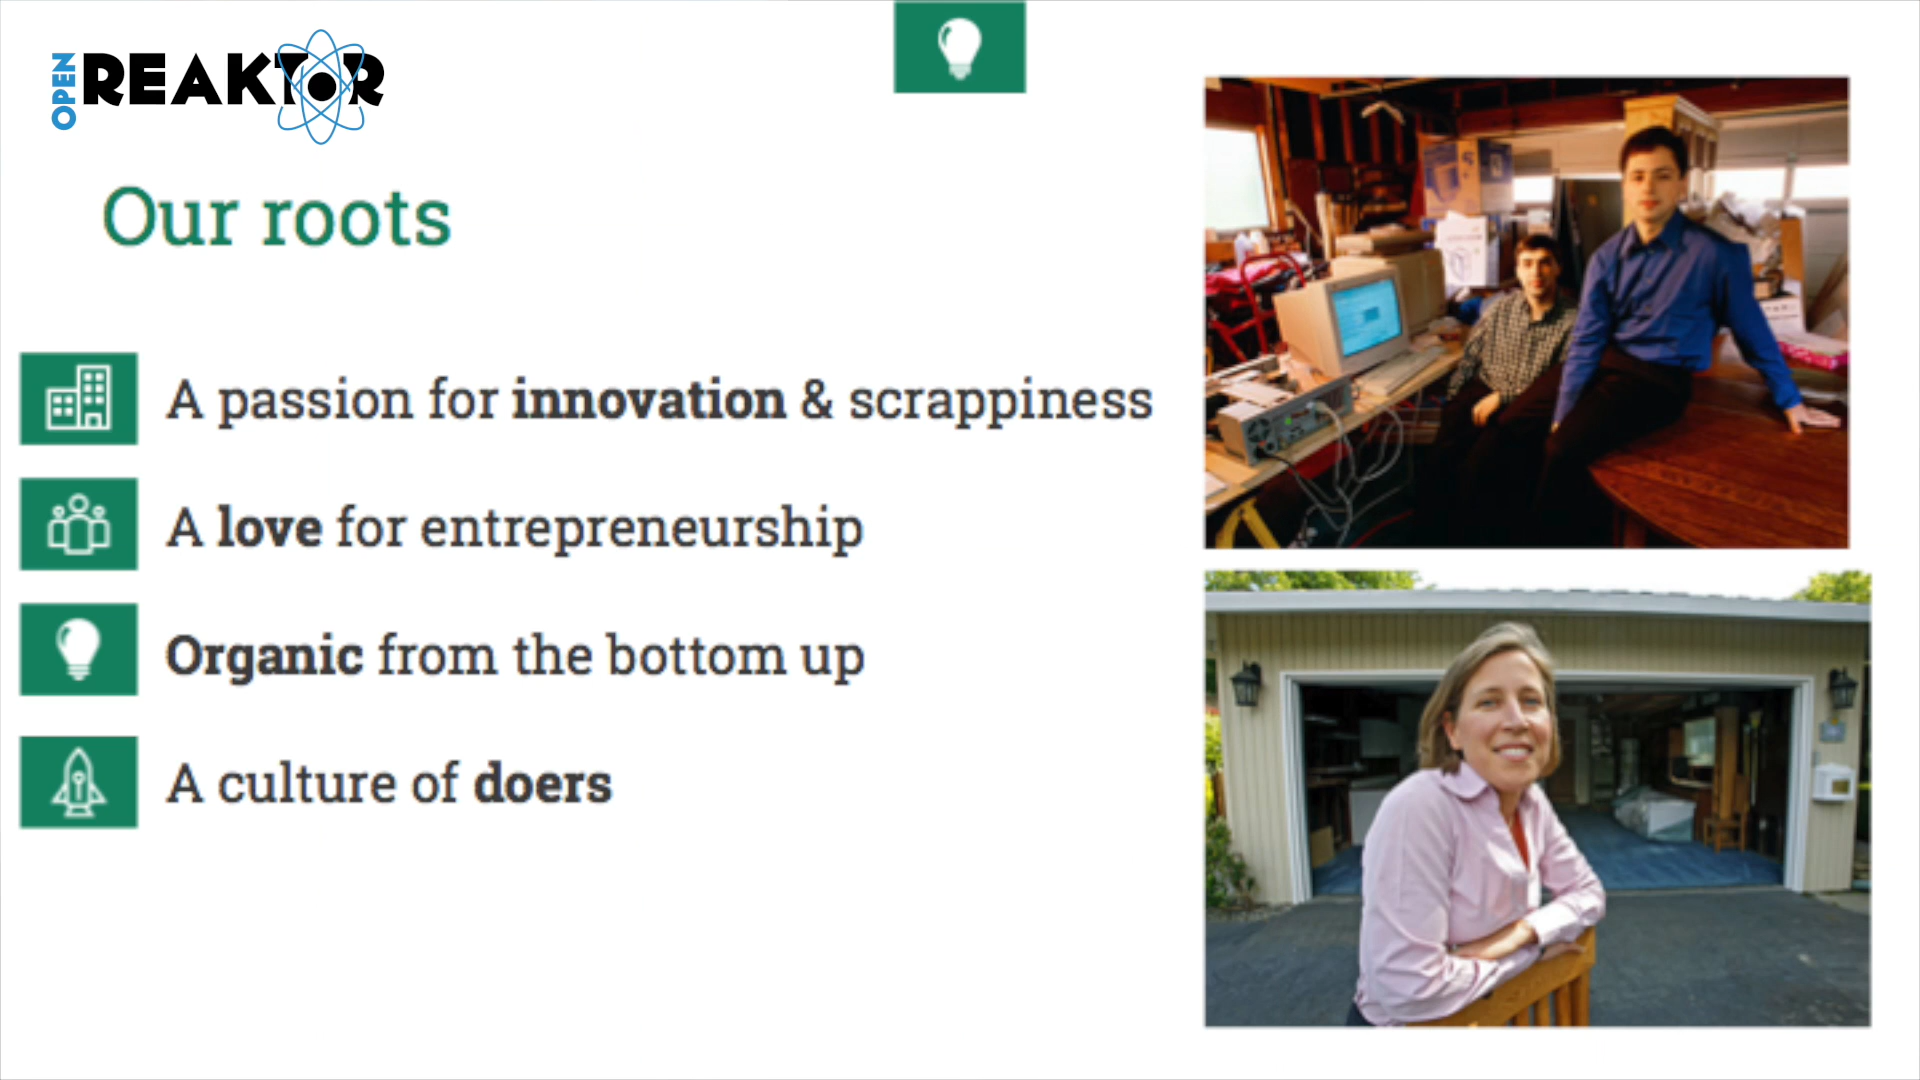 OPEN REAKTOR
Our roots
A passion for innovation & scrappiness
A love for entrepreneurship
Organic from the bottom up
A culture of doers